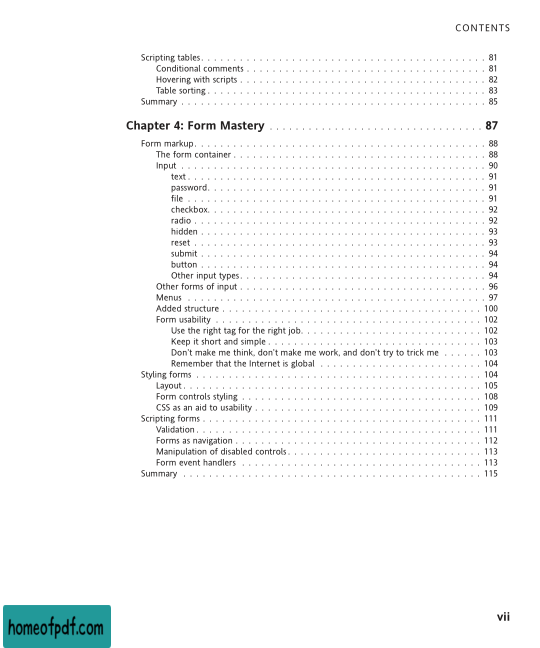 CONTENTS
Scripting tables. . . . . . . . . . . . . . . . . . . . . . . . . . . . . . . . . . . . . . . . . . . 81
Conditional comments . . . . . . . . . . . . . . . . . . . . . . . . . . . . . . . . . . . . 81
Hovering with scripts . . . . . . . . . . . . . . . . . . . . . . . . . . . . . . . . . . . . . 82
Table sorting . . . . . . . . . . . . . . . . . . . . . . . . . . . . . . . . . . . . . . . . . . 83
Summary . . . . . . . . . . . . . . . . . . . . . . . . . . . . . . . . . . . . . . . . . . . . . . 85
Chapter 4: Form Mastery . . . . . . . . . . . . . . . . . . . . . . . . . . . . . . . 87
Form markup. . . . . . . . . . . . . . . . . . . . . . . . . . . . . . . . . . . . . . . . . . . . 88
The form container . . . . . . . . . . . . . . . . . . . . . . . . . . . . . . . . . . . . . . 88
Input . . . . . . . . . . . . . . . . . . . . . . . . . . . . . . . . . . . . . . . . . . . . . . 90
text . . . . . . . . . . . . . . . . . . . . . . . . . . . . . . . . . . . . . . . . . . . . . 91
password. . . . . . . . . . . . . . . . . . . . . . . . . . . . . . . . . . . . . . . . . . 91
file . . . . . . . . . . . . . . . . . . . . . . . . . . . . . . . . . . . . . . . . . . . . . 91
checkbox. . . . . . . . . . . . . . . . . . . . . . . . . . . . . . . . . . . . . . . . . . 92
radio . . . . . . . . . . . . . . . . . . . . . . . . . . . . . . . . . . . . . . . . . . . . 92
hidden . . . . . . . . . . . . . . . . . . . . . . . . . . . . . . . . . . . . . . . . . . . 93
reset . . . . . . . . . . . . . . . . . . . . . . . . . . . . . . . . . . . . . . . . . . . . 93
submit . . . . . . . . . . . . . . . . . . . . . . . . . . . . . . . . . . . . . . . . . . . 94
button . . . . . . . . . . . . . . . . . . . . . . . . . . . . . . . . . . . . . . . . . . . 94
Other input types. . . . . . . . . . . . . . . . . . . . . . . . . . . . . . . . . . . . . 94
Other forms of input . . . . . . . . . . . . . . . . . . . . . . . . . . . . . . . . . . . . . 96
Menus . . . . . . . . . . . . . . . . . . . . . . . . . . . . . . . . . . . . . . . . . . . . . 97
Added structure . . . . . . . . . . . . . . . . . . . . . . . . . . . . . . . . . . . . . . . 100
Form usability . . . . . . . . . . . . . . . . . . . . . . . . . . . . . . . . . . . . . . . . 102
Use the right tag for the right job. . . . . . . . . . . . . . . . . . . . . . . . . . . 102
Keep it short and simple . . . . . . . . . . . . . . . . . . . . . . . . . . . . . . . . 103
Don't make me think, don't make me work, and don't try to trick me . . . . . . 103
Remember that the Internet is global . . . . . . . . . . . . . . . . . . . . . . . . 104
Styling forms . . . . . . . . . . . . . . . . . . . . . . . . . . . . . . . . . . . . . . . . . . . 104
Layout . . . . . . . . . . . . . . . . . . . . . . . . . . . . . . . . . . . . . . . . . . . . . 105
Form controls styling . . . . . . . . . . . . . . . . . . . . . . . . . . . . . . . . . . . . 108
CSS as an aid to usability . . . . . . . . . . . . . . . . . . . . . . . . . . . . . . . . . . 109
Scripting forms . . . . . . . . . . . . . . . . . . . . . . . . . . . . . . . . . . . . . . . . . . 111
Validation . . . . . . . . . . . . . . . . . . . . . . . . . . . . . . . . . . . . . . . . . . . 111
Forms as navigation . . . . . . . . . . . . . . . . . . . . . . . . . . . . . . . . . . . . . 112
Manipulation of disabled controls. . . . . . . . . . . . . . . . . . . . . . . . . . . . . 113
Form event handlers . . . . . . . . . . . . . . . . . . . . . . . . . . . . . . . . . . . . 113
Summary . . . . . . . . . . . . . . . . . . . . . . . . . . . . . . . . . . . . . . . . . . . . . 115
vii
homeofpdf.com